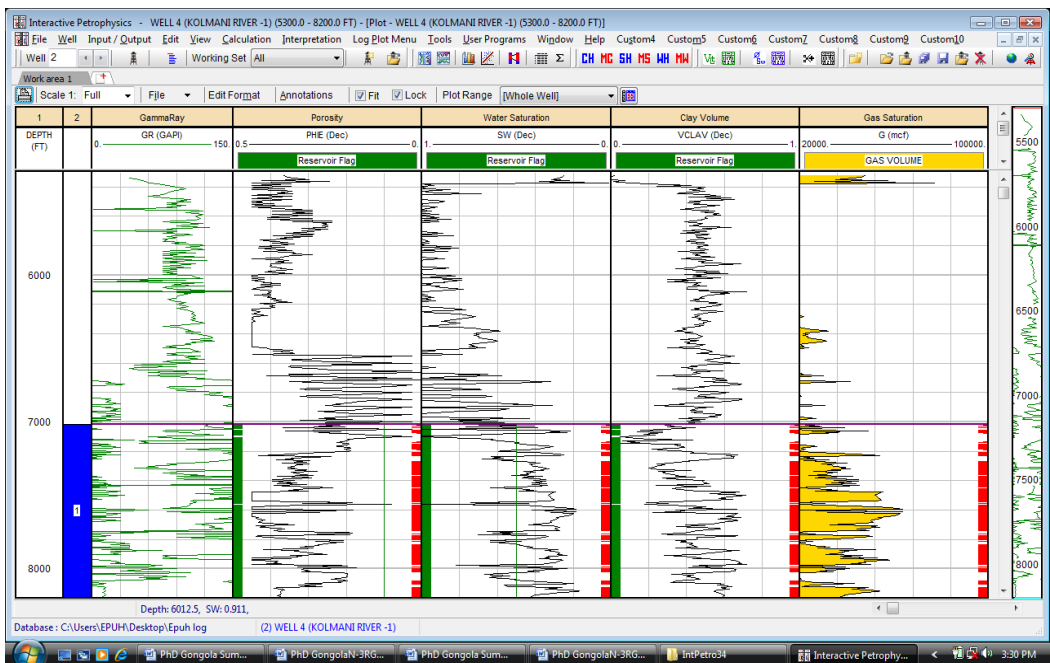 Interactive Petrophysics - WELL 4 (KOLMANI RIVER -1) (5300.0 - 8200.0 FT) - [Plot - WELL 4 (KOLMANI RIVER -1) (5300.0 - 8200.0 FT)]
File Well Input / Output Edit View Calculation Interpretation Log Plot Menu Tools User Programs Window Help Custom4 Custom5 Custom6 Custom7 Custom8 Custom9 Custom10
Well 2 Working Set All CH MC SH MS WH MW
Work area 1
Scale 1: Full File Edit Format Annotations Fit Lock Plot Range [Whole Well]
1 2 GammaRay Porosity Water Saturation Clay Volume Gas Saturation
DEPTH (FT) GR (GAPI) PHIE (Dec) SW (Dec) VCLAV (Dec) G (mcf)
0. 150. 0.5 0. 1. 0. 0. 1. 20000. 100000.
Reservoir Flag Reservoir Flag Reservoir Flag GAS VOLUME
5500
6000
6000
6500
7000
7000
7500
1
8000
8000
Depth: 6012.5, SW: 0.911,
Database : C:\Users\EPUH\Desktop\Epuh log (2) WELL 4 (KOLMANI RIVER -1)
PhD Gongola Sum... PhD GongolaN-3RG... PhD Gongola Sum... PhD GongolaN-3RG... IntPetro34 Interactive Petrophy... 3:30 PM